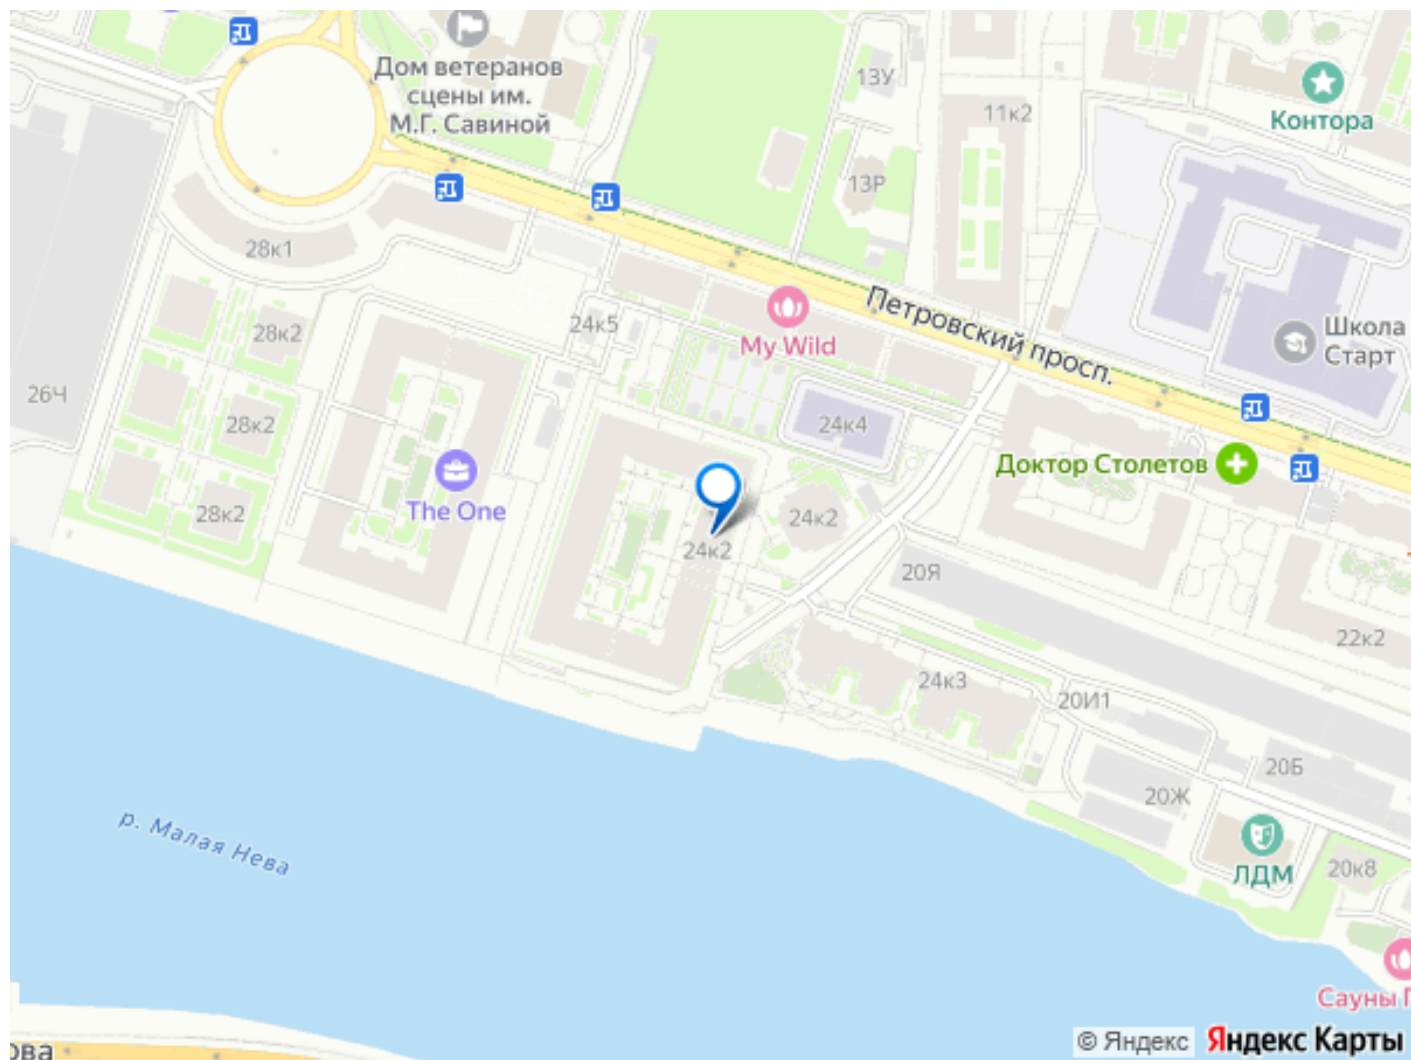 Дом ветеранов
сцены им.
М.Г. Савиной
13У
11к2
Контора
13Р
28к1
Петровский просп.
My Wild
24к5
28к2
Школа
Старт
26Ч
28к2
24к4
Доктор Столетов
The One
28к2
24к2
24к2
20Я
22к2
24к3
20И1
20Б
20Ж
р. Малая Нева
ЛДМ
20к8
Сауны
© Яндекс
Яндекс Карты